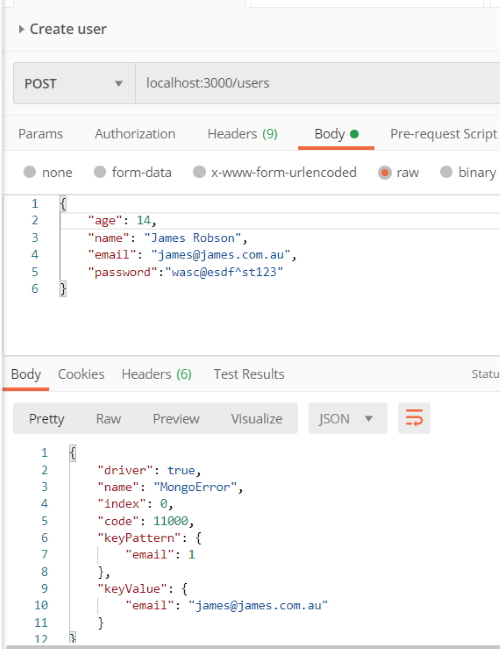 Create user
POST localhost:3000/users
Params Authorization Headers (9) Body Pre-request Script
none form-data x-www-form-urlencoded raw binary
1 {
2 "age": 14,
3 "name": "James Robson",
4 "email": "james@james.com.au",
5 "password":"wasc@esdf^st123"
6 }
Body Cookies Headers (6) Test Results Statu
Pretty Raw Preview Visualize JSON
1 {
2 "driver": true,
3 "name": "MongoError",
4 "index": 0,
5 "code": 11000,
6 "keyPattern": {
7 "email": 1
8 },
9 "keyValue": {
10 "email": "james@james.com.au"
11 }
12 }